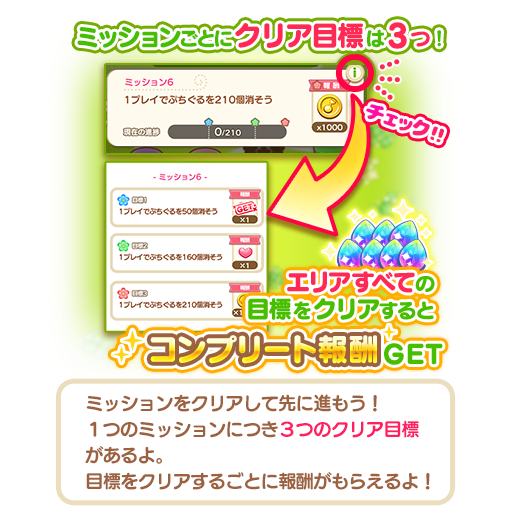 ミッションごとにクリア目標は3つ!
ミッション6
1プレイでぷちぐるを210個消そう
現在の進捗
0/210
報酬
x1000
i
チェック!!
- ミッション6 -
目標1
1プレイでぷちぐるを50個消そう
報酬
GET
×1
目標2
1プレイでぷちぐるを160個消そう
報酬
×1
目標3
1プレイでぷちぐるを210個消そう
報酬
エリアすべての
目標をクリアすると
コンプリート報酬GET
ミッションをクリアして先に進もう!
1つのミッションにつき3つのクリア目標
があるよ。
目標をクリアするごとに報酬がもらえるよ!